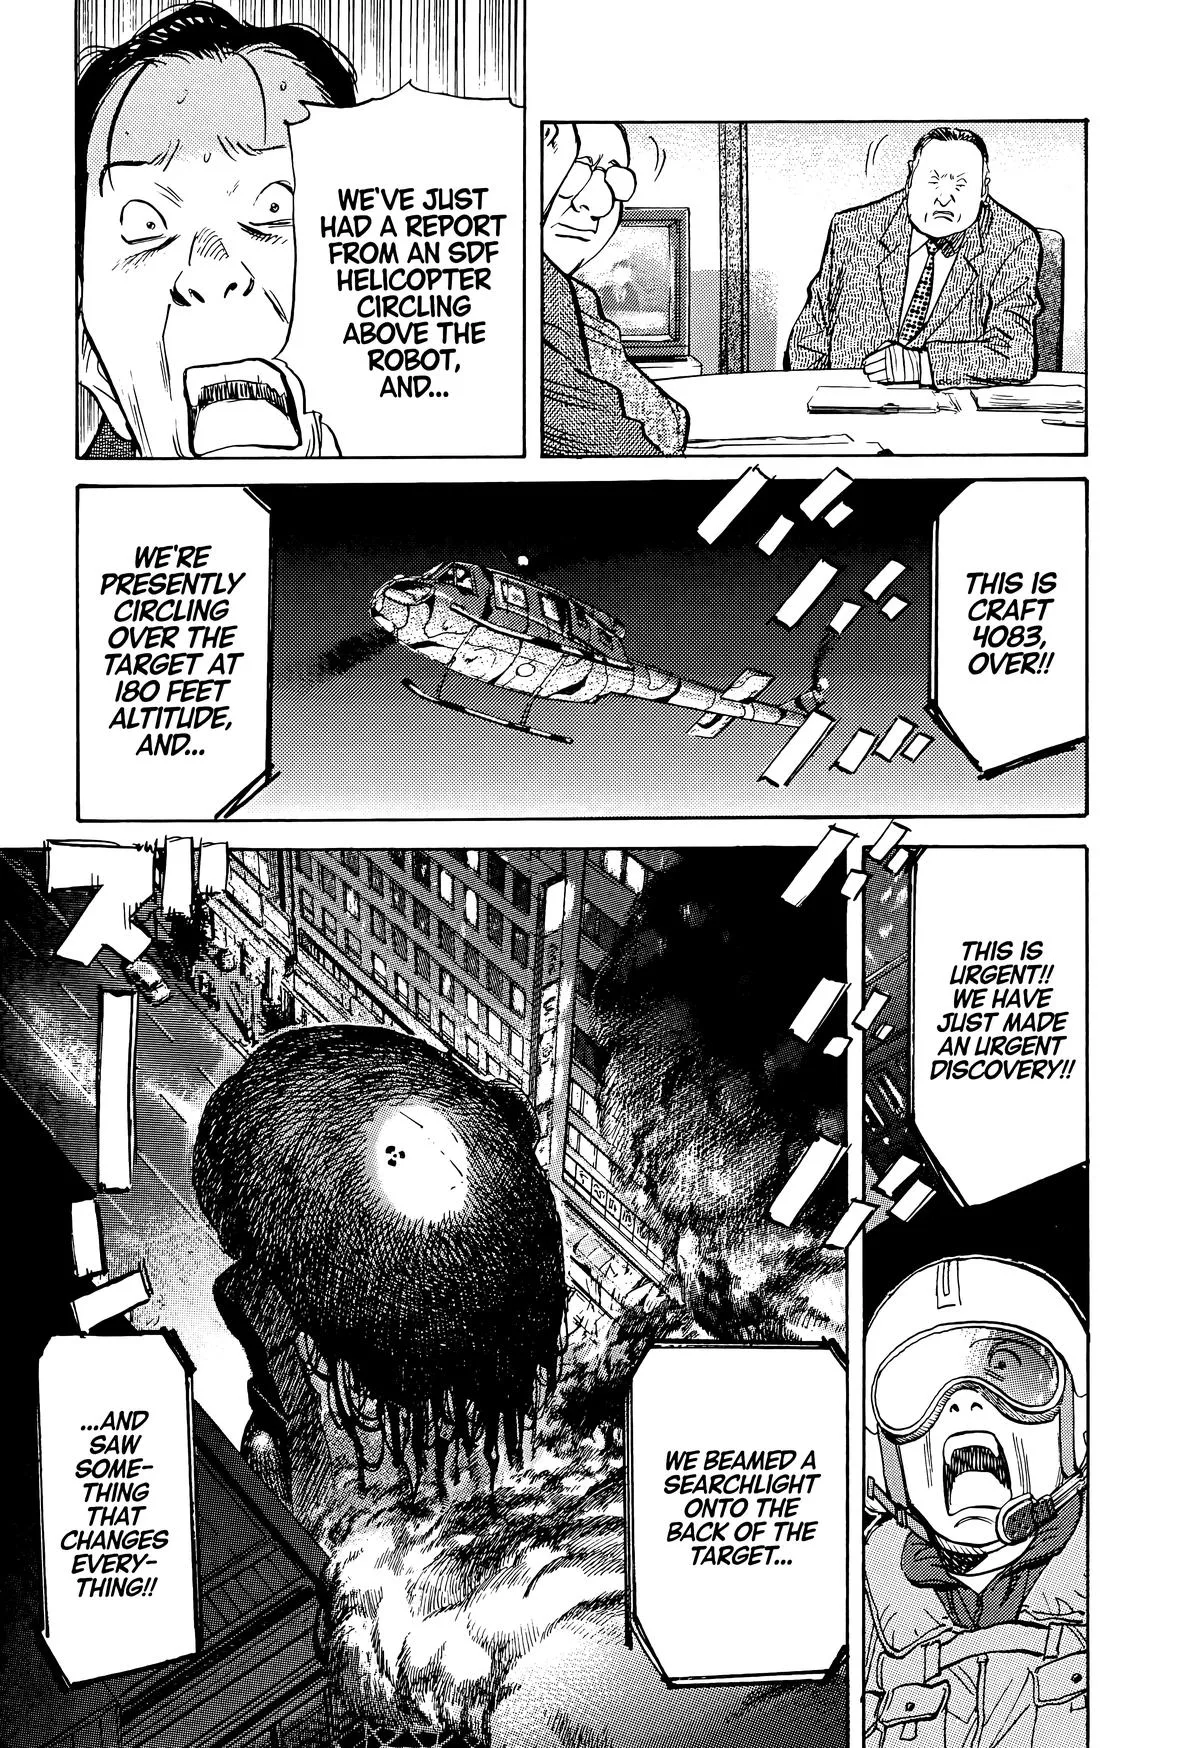 WE'VE JUST
HAD A REPORT
FROM AN SDF
HELICOPTER
CIRCLING
ABOVE THE
ROBOT,
AND...
THIS IS
CRAFT
4083,
OVER!!
WE'RE
PRESENTLY
CIRCLING
OVER THE
TARGET AT
180 FEET
ALTITUDE,
AND...
THIS IS
URGENT!!
WE HAVE
JUST MADE
AN URGENT
DISCOVERY!!
WE BEAMED A
SEARCHLIGHT
ONTO THE
BACK OF THE
TARGET...
...AND
SAW
SOME-
THING
THAT
CHANGES
EVERY-
THING!!